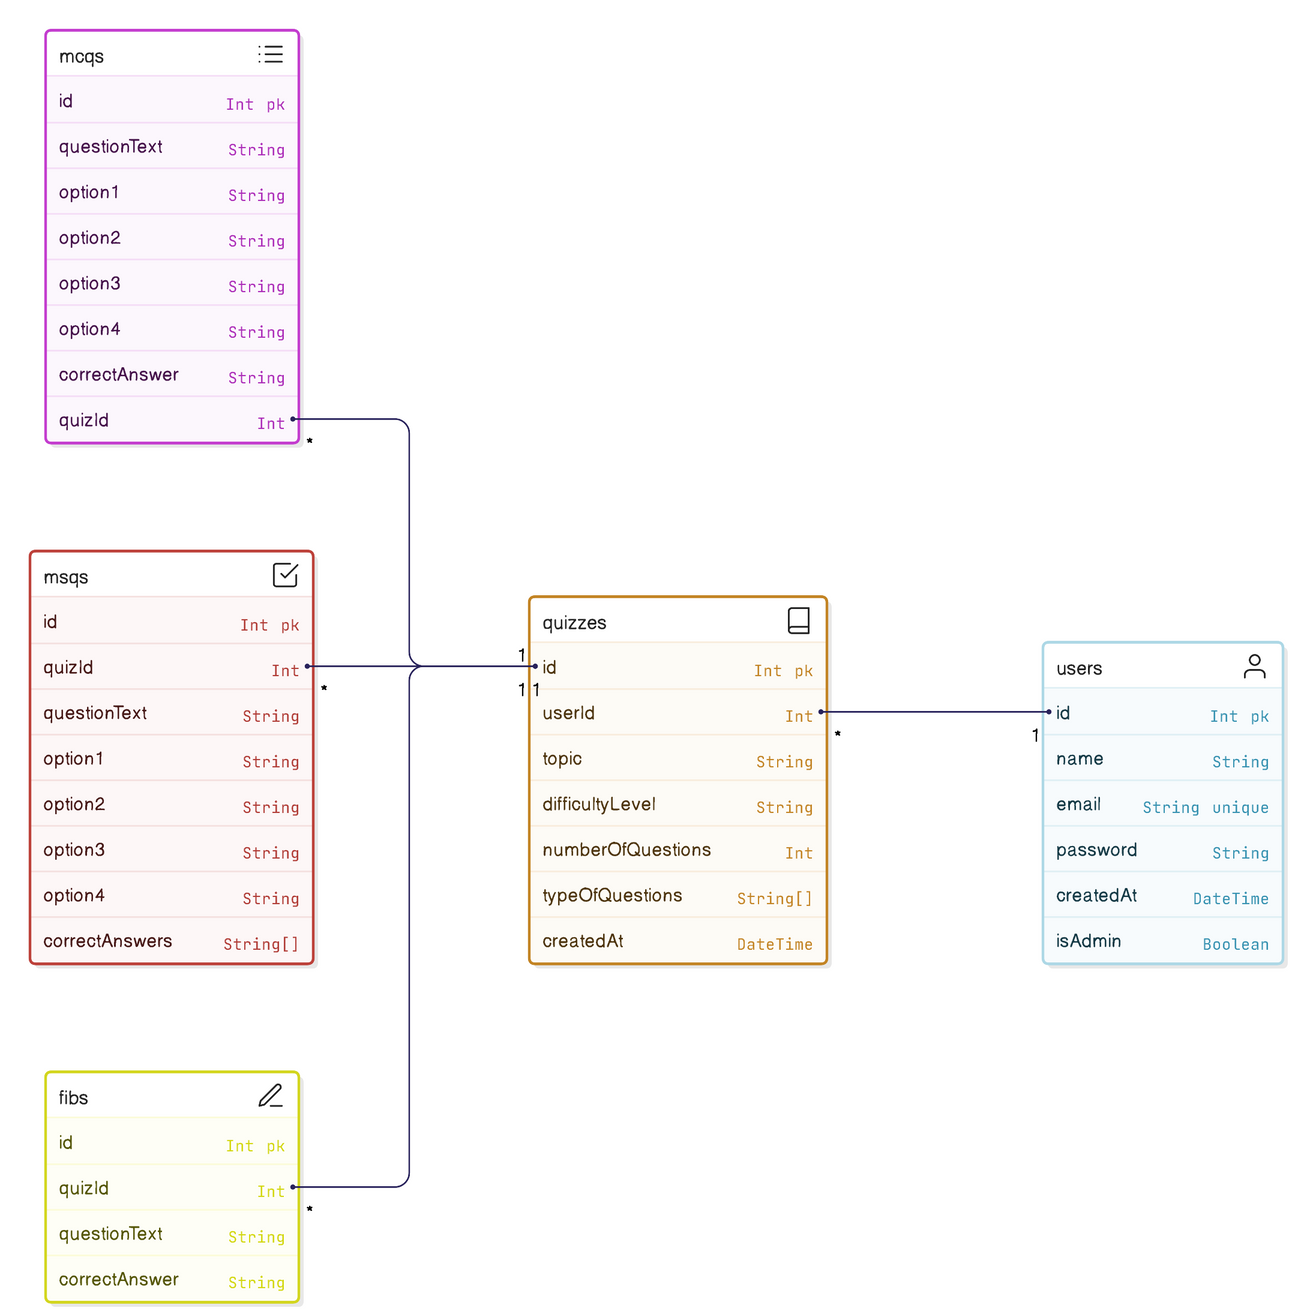 mcqs
id Int pk
questionText String
option1 String
option2 String
option3 String
option4 String
correctAnswer String
quizId Int
*
msqs
id Int pk
quizId Int
*
questionText String
option1 String
option2 String
option3 String
option4 String
correctAnswers String[]
fibs
id Int pk
quizId Int
*
questionText String
correctAnswer String
quizzes
1
id Int pk
1 1
userId Int
*
topic String
difficultyLevel String
numberOfQuestions Int
typeOfQuestions String[]
createdAt DateTime
users
id Int pk
1
name String
email String unique
password String
createdAt DateTime
isAdmin Boolean